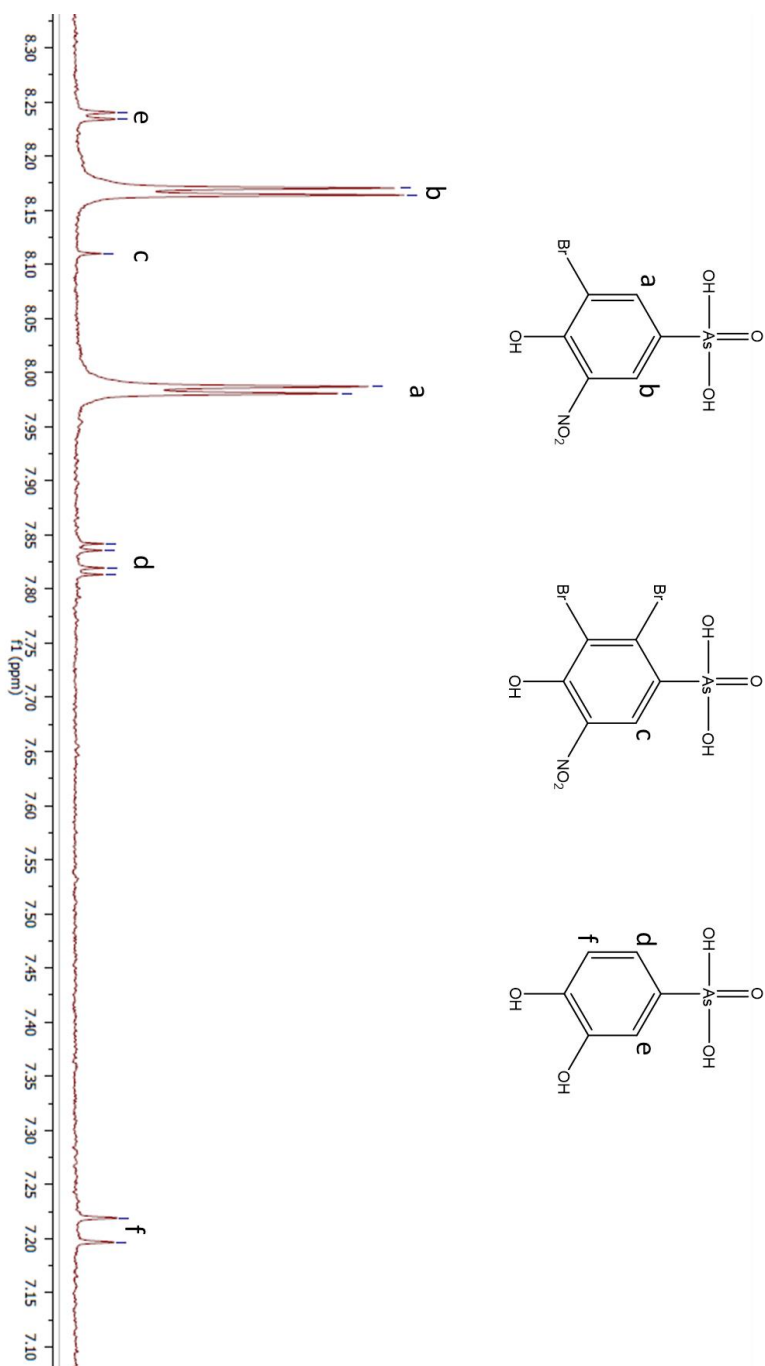 O
OH As OH
a b
Br NO₂
OH
O
OH As OH
Br c
Br NO₂
OH
O
OH As OH
d e
f OH
OH
e b c a d f
8.30 8.25 8.20 8.15 8.10 8.05 8.00 7.95 7.90 7.85 7.80 7.75 7.70 7.65 7.60 7.55 7.50 7.45 7.40 7.35 7.30 7.25 7.20 7.15 7.10
f1 (ppm)